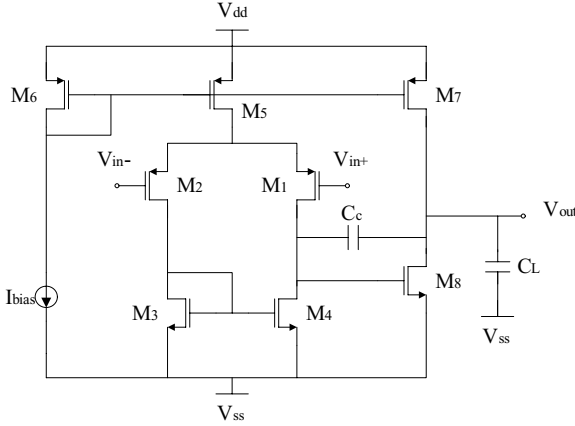 Vdd
M6
M5
M7
Vin-
Vin+
M2
M1
Cc
Vout
CL
M8
Ibias
M3
M4
Vss
Vss